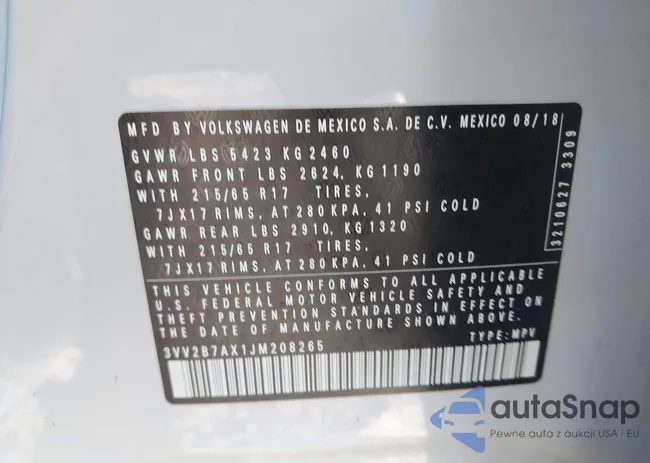 MFD BY VOLKSWAGEN DE MEXICO S.A. DE C.V. MEXICO 08/18
GVWR LBS 5423 KG 2460
GAWR FRONT LBS 2624, KG 1190
WITH 215/65 R17 TIRES,
7JX17 RIMS, AT 280 KPA, 41 PSI COLD
GAWR REAR LBS 2910, KG 1320
WITH 215/65 R17 TIRES,
7JX17 RIMS, AT 280 KPA, 41 PSI COLD
THIS VEHICLE CONFORMS TO ALL APPLICABLE
U.S. FEDERAL MOTOR VEHICLE SAFETY AND
THEFT PREVENTION STANDARDS IN EFFECT ON
THE DATE OF MANUFACTURE SHOWN ABOVE.
3VV2B7AX1JM208265 TYPE: MPV
3210627 3309
autaSnap
Pewne auta z aukcji USA i EU